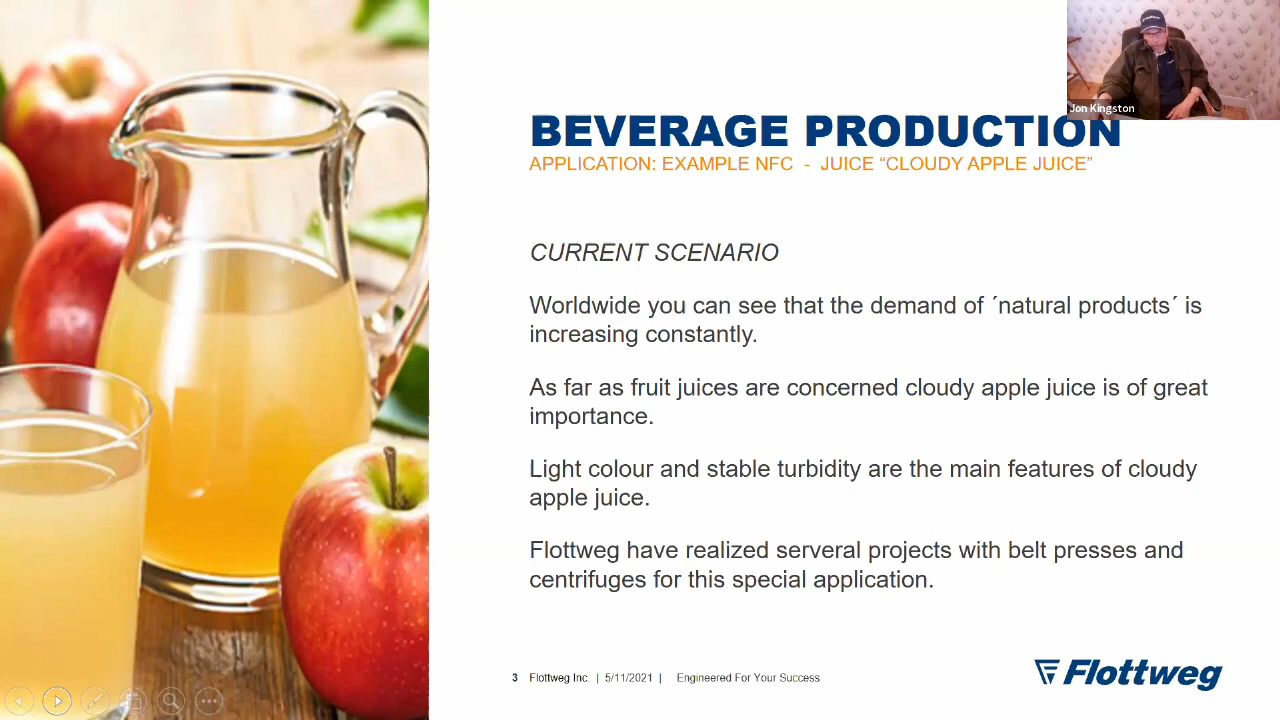 Jon Kingston
BEVERAGE PRODUCTION
APPLICATION: EXAMPLE NFC - JUICE “CLOUDY APPLE JUICE”
CURRENT SCENARIO
Worldwide you can see that the demand of ´natural products´ is
increasing constantly.
As far as fruit juices are concerned cloudy apple juice is of great
importance.
Light colour and stable turbidity are the main features of cloudy
apple juice.
Flottweg have realized serveral projects with belt presses and
centrifuges for this special application.
3 Flottweg Inc. | 5/11/2021 | Engineered For Your Success
Flottweg